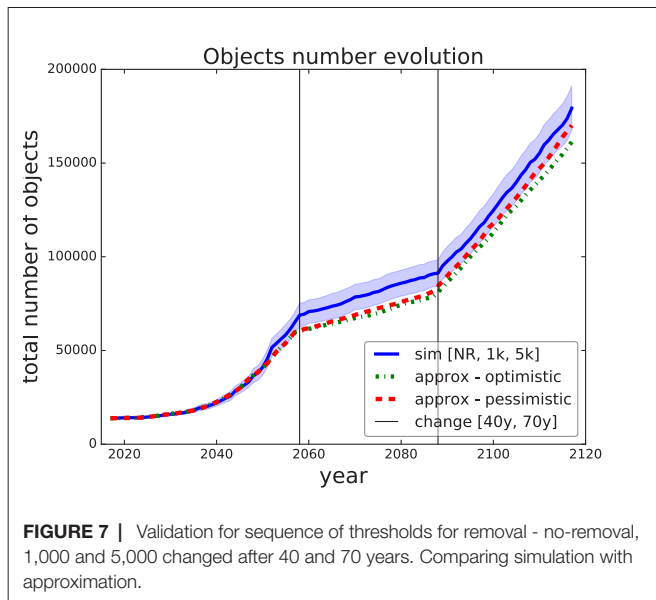 Objects number evolution
200000
150000
100000
50000
0
total number of objects
2020
2040
2060
2080
2100
2120
year
sim [NR, 1k, 5k]
approx - optimistic
approx - pessimistic
change [40y, 70y]
FIGURE 7 | Validation for sequence of thresholds for removal - no-removal,
1,000 and 5,000 changed after 40 and 70 years. Comparing simulation with
approximation.